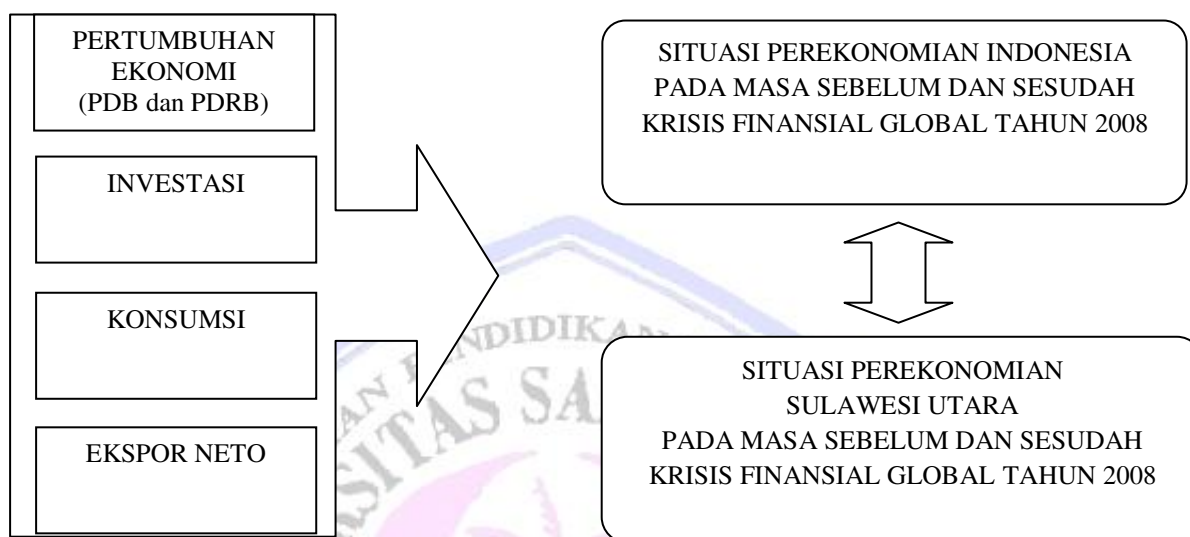 PERTUMBUHAN
EKONOMI
(PDB dan PDRB)
INVESTASI
KONSUMSI
EKSPOR NETO
SITUASI PEREKONOMIAN INDONESIA
PADA MASA SEBELUM DAN SESUDAH
KRISIS FINANSIAL GLOBAL TAHUN 2008
SITUASI PEREKONOMIAN
SULAWESI UTARA
PADA MASA SEBELUM DAN SESUDAH
KRISIS FINANSIAL GLOBAL TAHUN 2008